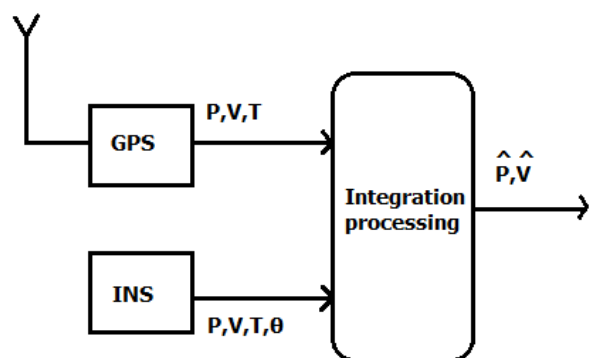 P,V,T
GPS
Integration
processing
P̂,V̂
INS
P,V,T,θ